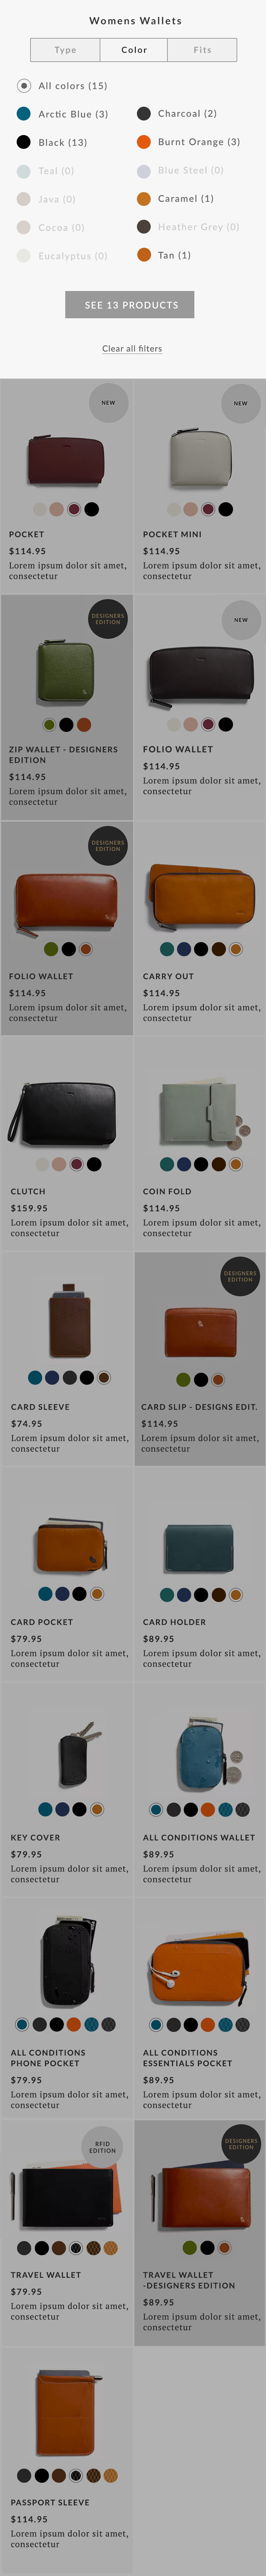 Womens Wallets
Type
Color
Fits
All colors (15)
Arctic Blue (3)
Charcoal (2)
Black (13)
Burnt Orange (3)
Teal (0)
Blue Steel (0)
Java (0)
Caramel (1)
Cocoa (0)
Heather Grey (0)
Eucalyptus (0)
Tan (1)
SEE 13 PRODUCTS
Clear all filters
NEW
POCKET
$114.95
Lorem ipsum dolor sit amet,
consectetur
NEW
POCKET MINI
$114.95
Lorem ipsum dolor sit amet,
consectetur
DESIGNERS
EDITION
ZIP WALLET - DESIGNERS
EDITION
$114.95
Lorem ipsum dolor sit amet,
consectetur
NEW
FOLIO WALLET
$114.95
Lorem ipsum dolor sit amet,
consectetur
DESIGNERS
EDITION
FOLIO WALLET
$114.95
Lorem ipsum dolor sit amet,
consectetur
CARRY OUT
$114.95
Lorem ipsum dolor sit amet,
consectetur
CLUTCH
$159.95
Lorem ipsum dolor sit amet,
consectetur
COIN FOLD
$114.95
Lorem ipsum dolor sit amet,
consectetur
CARD SLEEVE
$74.95
Lorem ipsum dolor sit amet,
consectetur
DESIGNERS
EDITION
CARD SLIP - DESIGNS EDIT.
$114.95
Lorem ipsum dolor sit amet,
consectetur
CARD POCKET
$79.95
Lorem ipsum dolor sit amet,
consectetur
CARD HOLDER
$89.95
Lorem ipsum dolor sit amet,
consectetur
KEY COVER
$79.95
Lorem ipsum dolor sit amet,
consectetur
ALL CONDITIONS WALLET
$89.95
Lorem ipsum dolor sit amet,
consectetur
ALL CONDITIONS
PHONE POCKET
$79.95
Lorem ipsum dolor sit amet,
consectetur
ALL CONDITIONS
ESSENTIALS POCKET
$89.95
Lorem ipsum dolor sit amet,
consectetur
RFID
EDITION
TRAVEL WALLET
$79.95
Lorem ipsum dolor sit amet,
consectetur
DESIGNERS
EDITION
TRAVEL WALLET
-DESIGNERS EDITION
$89.95
Lorem ipsum dolor sit amet,
consectetur
PASSPORT SLEEVE
$114.95
Lorem ipsum dolor sit amet,
consectetur